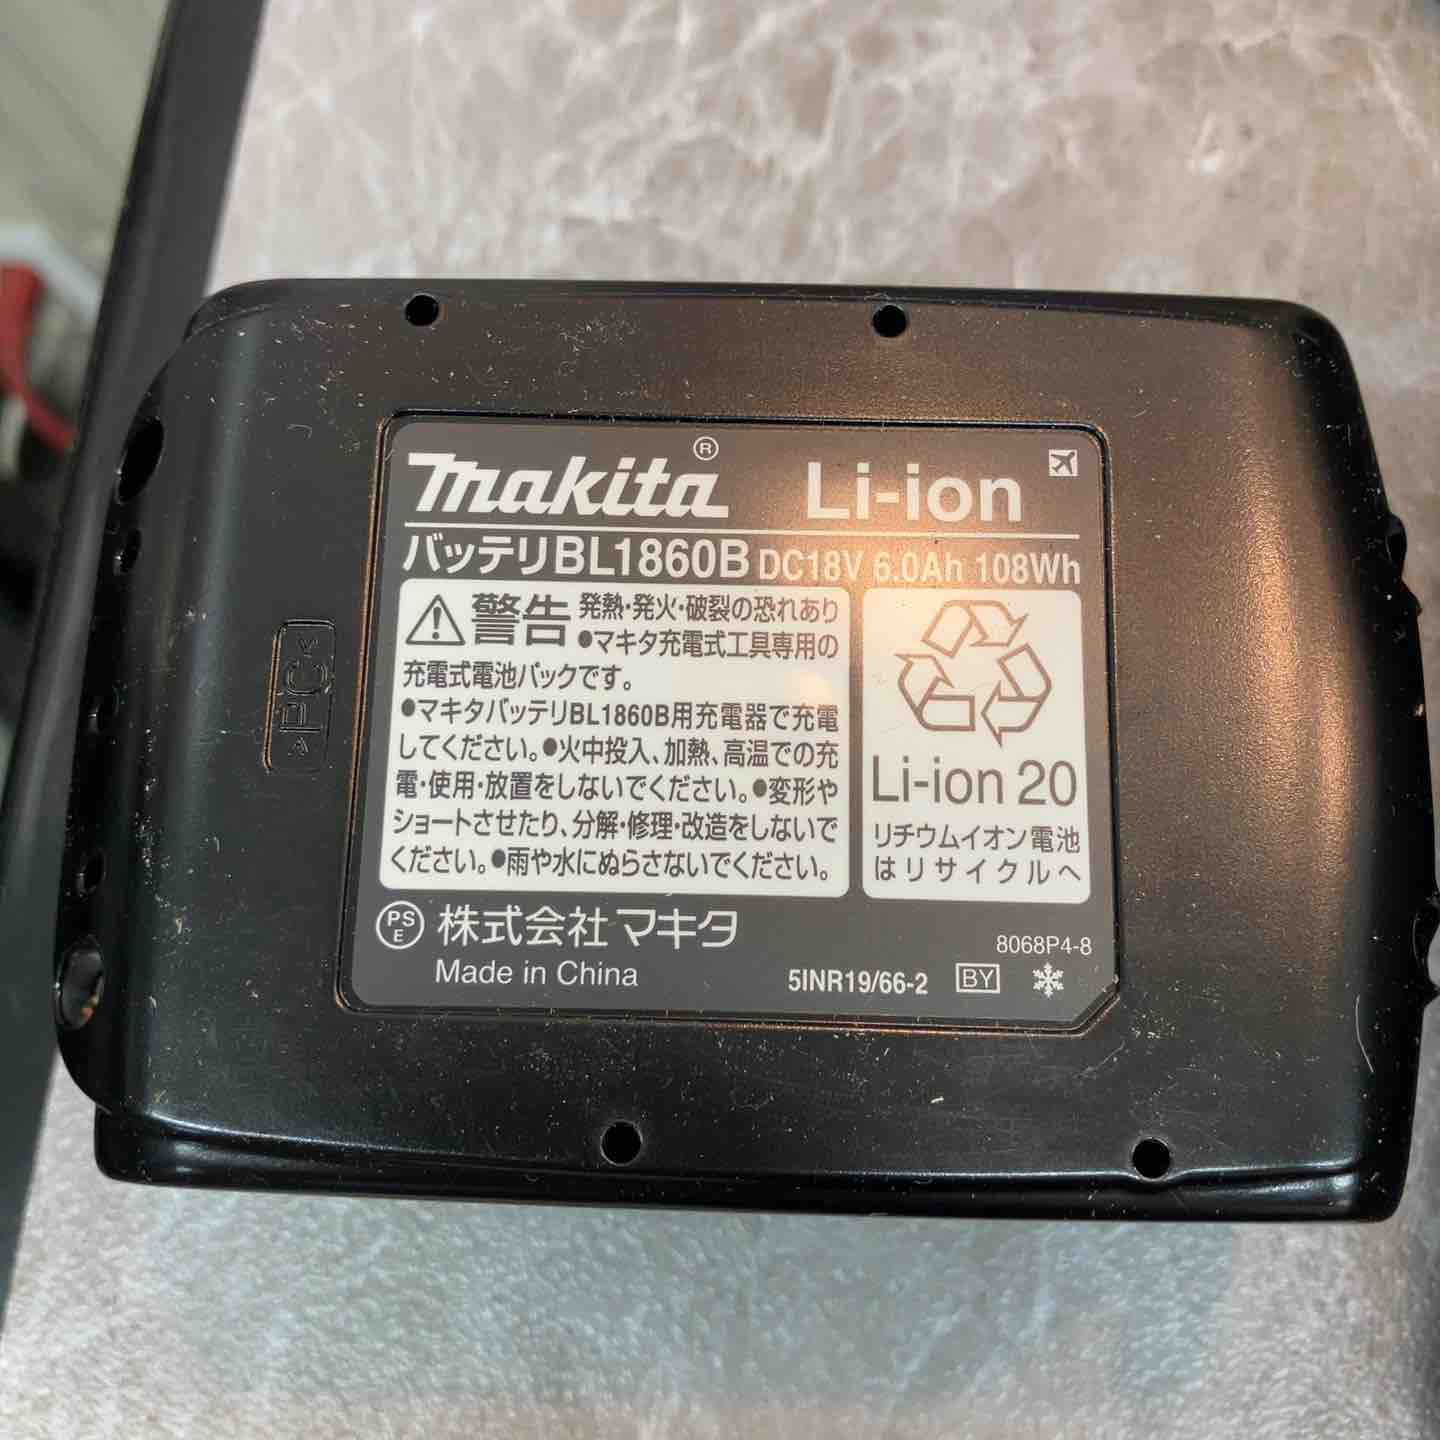 makita® Li-ion
バッテリBL1860B DC18V 6.0Ah 108Wh
警告 発熱・発火・破裂の恐れあり
●マキタ充電式工具専用の
充電式電池パックです。
●マキタバッテリBL1860B用充電器で充電
してください。●火中投入、加熱、高温での充
電・使用・放置をしないでください。●変形や
ショートさせたり、分解・修理・改造をしないで
ください。●雨や水にぬらさないでください。
Li-ion 20
リチウムイオン電池
はリサイクルへ
PSE 株式会社マキタ
Made in China
8068P4-8
5INR19/66-2 BY
>PC<